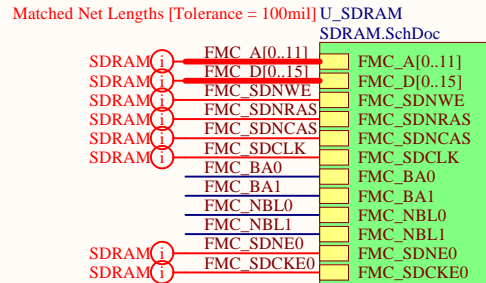 Matched Net Lengths [Tolerance = 100mil] U_SDRAM
SDRAM.SchDoc
SDRAM i FMC_A[0..11] FMC_A[0..11]
SDRAM i FMC_D[0..15] FMC_D[0..15]
SDRAM i FMC_SDNWE FMC_SDNWE
SDRAM i FMC_SDNRAS FMC_SDNRAS
SDRAM i FMC_SDNCAS FMC_SDNCAS
SDRAM i FMC_SDCLK FMC_SDCLK
FMC_BA0 FMC_BA0
FMC_BA1 FMC_BA1
FMC_NBL0 FMC_NBL0
FMC_NBL1 FMC_NBL1
SDRAM i FMC_SDNE0 FMC_SDNE0
SDRAM i FMC_SDCKE0 FMC_SDCKE0